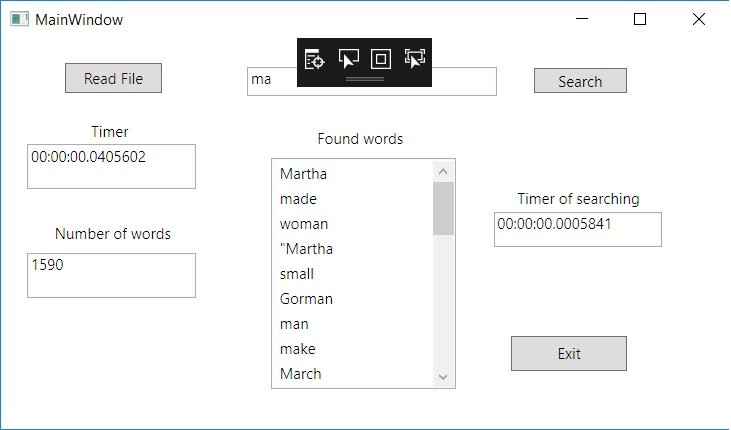 MainWindow
Read File
ma
Search
Timer
00:00:00.0405602
Number of words
1590
Found words
Martha
made
woman
"Martha
small
Gorman
man
make
March
Timer of searching
00:00:00.0005841
Exit